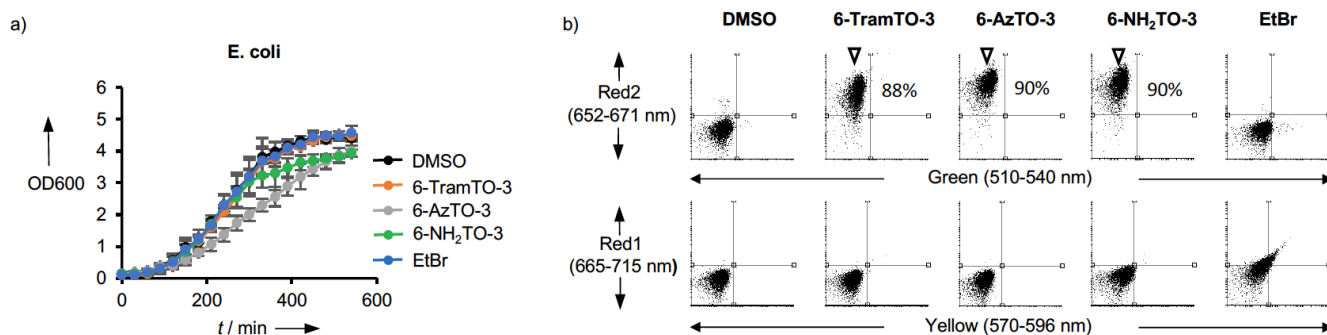 a)
E. coli
6
5
4
3
2
1
0
OD600
0 200 400 600
t / min
DMSO
6-TramTO-3
6-AzTO-3
6-NH₂TO-3
EtBr
b)
DMSO 6-TramTO-3 6-AzTO-3 6-NH₂TO-3 EtBr
Red2
(652-671 nm)
88% 90% 90%
Green (510-540 nm)
Red1
(665-715 nm)
Yellow (570-596 nm)